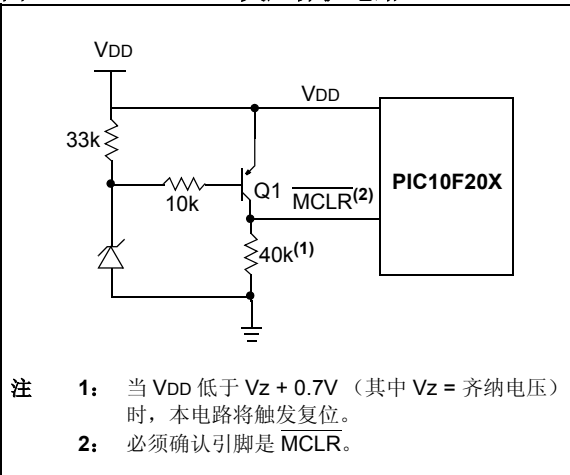 VDD
VDD
33k
10k
Q1
MCLR(2)
PIC10F20X
40k(1)
注 1: 当 VDD 低于 Vz + 0.7V （其中 Vz = 齐纳电压）
时，本电路将触发复位。
2: 必须确认引脚是 MCLR。